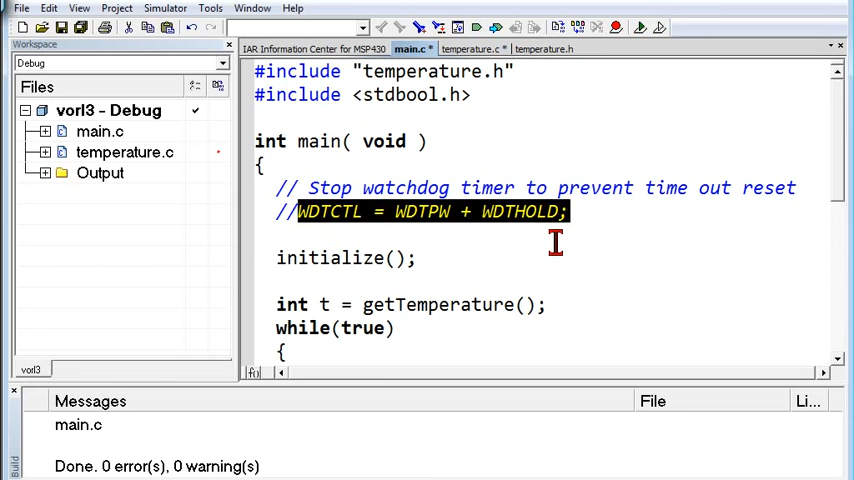 File Edit View Project Simulator Tools Window Help
Workspace
Debug
Files
vorl3 - Debug
main.c
temperature.c
Output
vorl3
IAR Information Center for MSP430 main.c * temperature.c * temperature.h
#include "temperature.h"
#include <stdbool.h>
int main( void )
{
// Stop watchdog timer to prevent time out reset
//WDTCTL = WDTPW + WDTHOLD;
initialize();
int t = getTemperature();
while(true)
{
f()
Messages File Li...
main.c
Done. 0 error(s), 0 warning(s)
Build